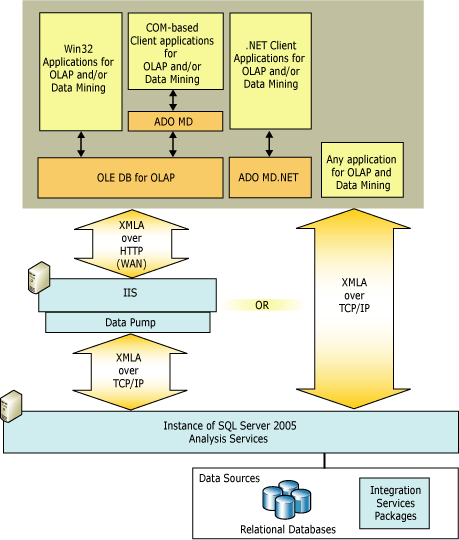 Win32
Applications for
OLAP and/or
Data Mining
COM-based
Client applications
for
OLAP and/or
Data Mining
.NET Client
Applications for
OLAP and/or
Data Mining
ADO MD
OLE DB for OLAP
ADO MD.NET
Any application
for OLAP and
Data Mining
XMLA
over
HTTP
(WAN)
XMLA
over
TCP/IP
IIS
Data Pump
OR
XMLA
over
TCP/IP
Instance of SQL Server 2005
Analysis Services
Data Sources
Relational Databases
Integration
Services
Packages